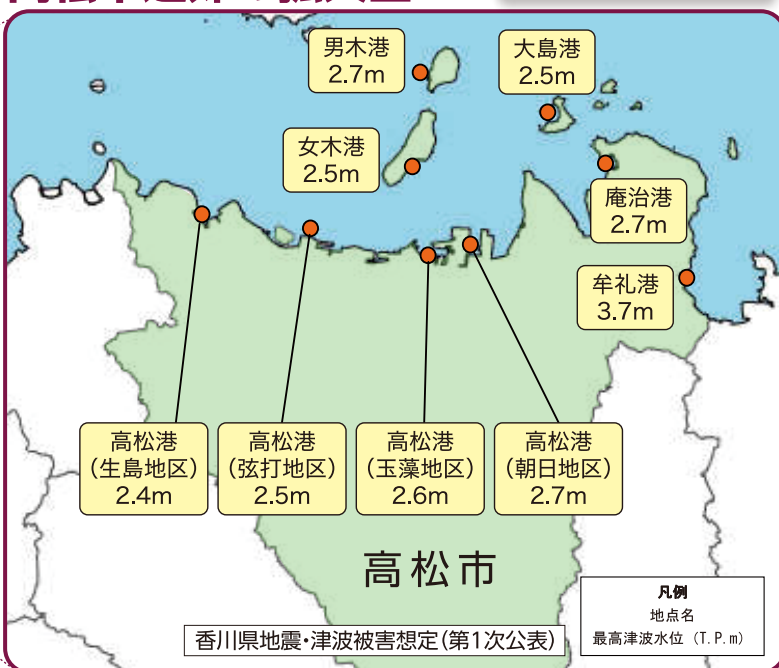 男木港
2.7m
大島港
2.5m
女木港
2.5m
庵治港
2.7m
牟礼港
3.7m
高松港
(生島地区)
2.4m
高松港
(弦打地区)
2.5m
高松港
(玉藻地区)
2.6m
高松港
(朝日地区)
2.7m
高松市
香川県地震・津波被害想定(第1次公表)
凡例
地点名
最高津波水位 (T.P.m)